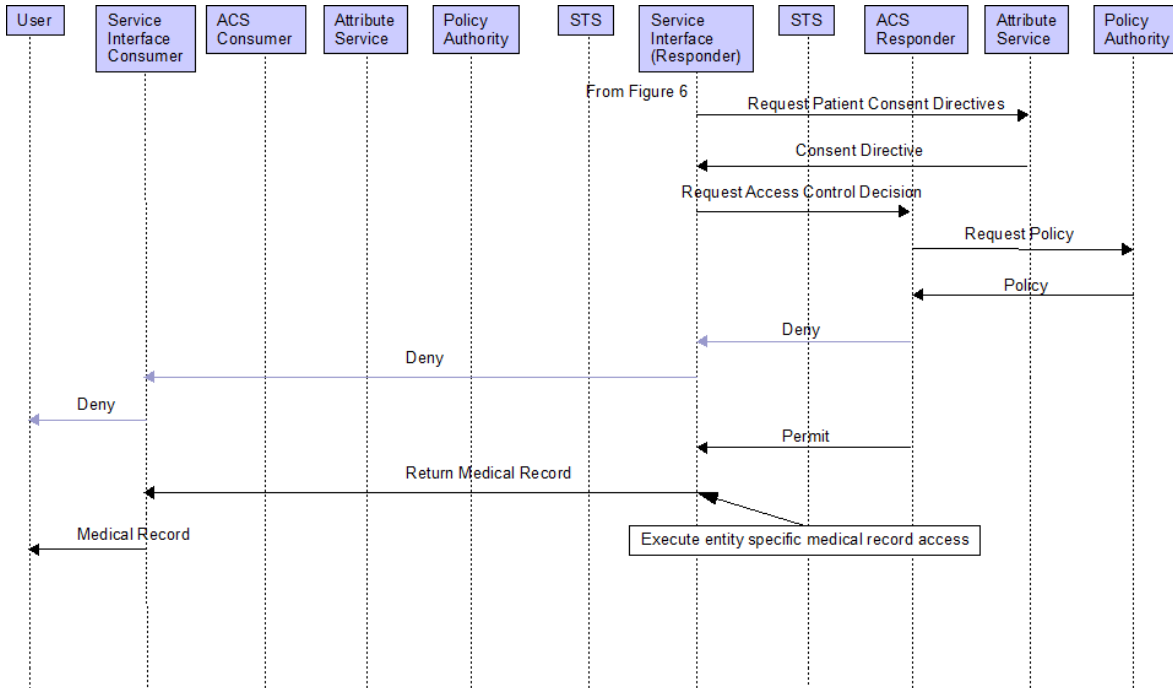 User
Service
Interface
Consumer
ACS
Consumer
Attribute
Service
Policy
Authority
STS
Service
Interface
(Responder)
STS
ACS
Responder
Attribute
Service
Policy
Authority
From Figure 6
Request Patient Consent Directives
Consent Directive
Request Access Control Decision
Request Policy
Policy
Deny
Deny
Deny
Permit
Return Medical Record
Execute entity specific medical record access
Medical Record